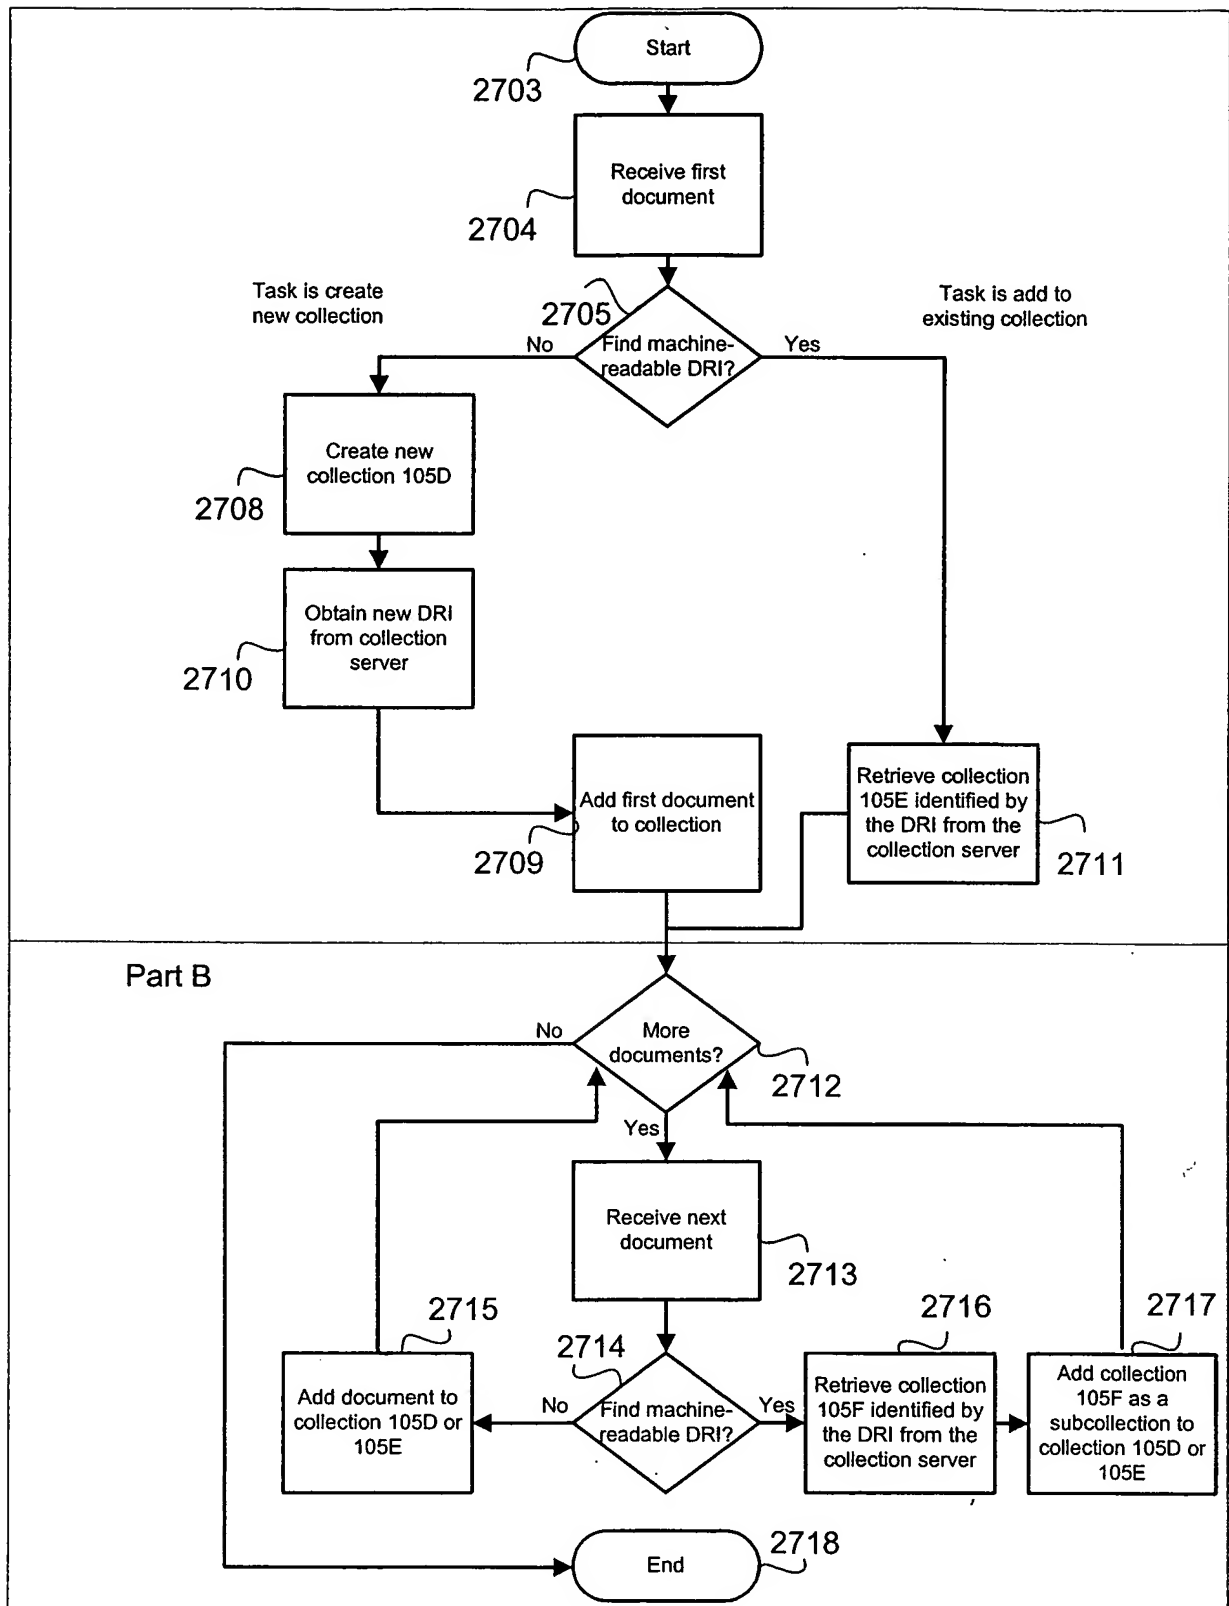 Start
2703
Receive first
document
2704
Task is create
new collection
2705
Task is add to
existing collection
No
Find machine-
readable DRI?
Yes
Create new
collection 105D
2708
Obtain new DRI
from collection
server
2710
Add first document
to collection
2709
Retrieve collection
105E identified by
the DRI from the
collection server
2711
Part B
No
More
documents?
2712
Yes
Receive next
document
2713
2715
Add document to
collection 105D or
105E
2714
No
Find machine-
readable DRI?
Yes
2716
Retrieve collection
105F identified by
the DRI from the
collection server
2717
Add collection
105F as a
subcollection to
collection 105D or
105E
End
2718